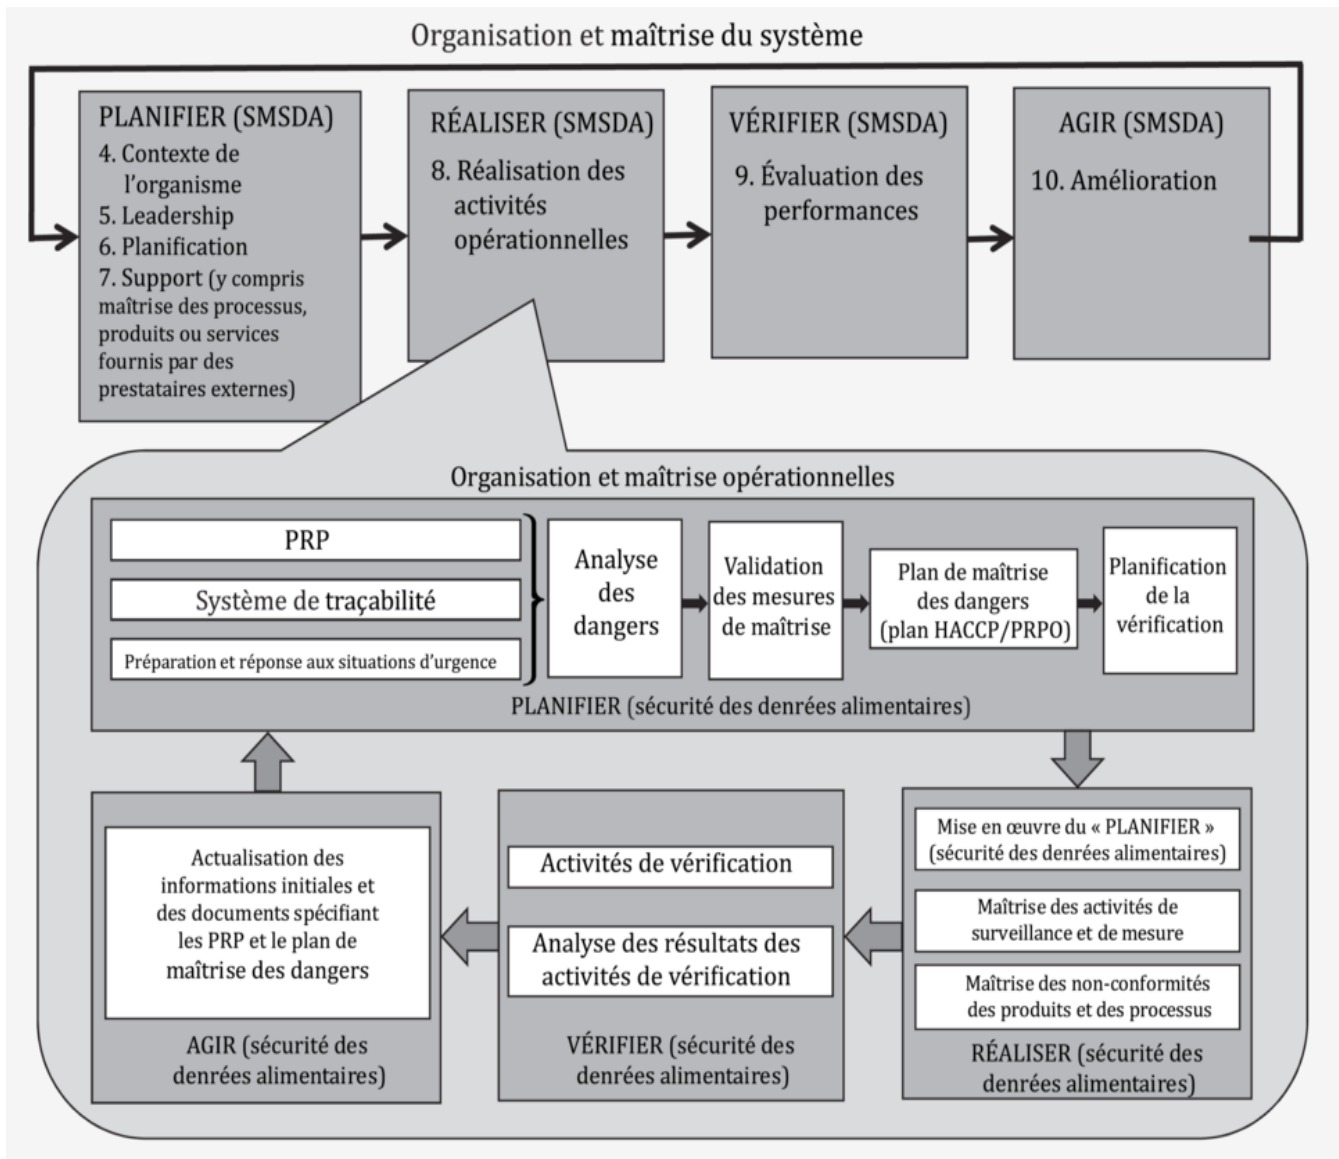 Organisation et maîtrise du système
PLANIFIER (SMSDA)
4. Contexte de
l'organisme
5. Leadership
6. Planification
7. Support (y compris
maîtrise des processus,
produits ou services
fournis par des
prestataires externes)
RÉALISER (SMSDA)
8. Réalisation des
activités
opérationnelles
VÉRIFIER (SMSDA)
9. Évaluation des
performances
AGIR (SMSDA)
10. Amélioration
Organisation et maîtrise opérationnelles
PRP
Système de traçabilité
Préparation et réponse aux situations d'urgence
Analyse
des
dangers
Validation
des mesures
de maîtrise
Plan de maîtrise
des dangers
(plan HACCP/PRPO)
Planification
de la
vérification
PLANIFIER (sécurité des denrées alimentaires)
Actualisation des
informations initiales et
des documents spécifiant
les PRP et le plan de
maîtrise des dangers
AGIR (sécurité des
denrées alimentaires)
Activités de vérification
Analyse des résultats des
activités de vérification
VÉRIFIER (sécurité des
denrées alimentaires)
Mise en œuvre du « PLANIFIER »
(sécurité des denrées alimentaires)
Maîtrise des activités de
surveillance et de mesure
Maîtrise des non-conformités
des produits et des processus
RÉALISER (sécurité des
denrées alimentaires)